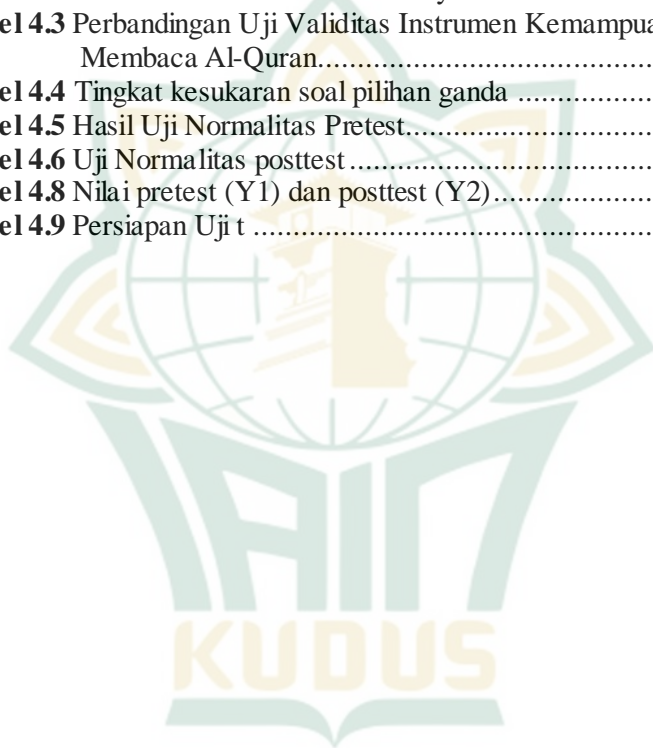 el 4.3 Perbandingan Uji Validitas Instrumen Kemampua
Membaca Al-Quran..........................................
el 4.4 Tingkat kesukaran soal pilihan ganda .................
el 4.5 Hasil Uji Normalitas Pretest...............................
el 4.6 Uji Normalitas posttest ......................................
el 4.8 Nilai pretest (Y1) dan posttest (Y2)....................
el 4.9 Persiapan Uji t ..................................................
IAIN
KUDUS